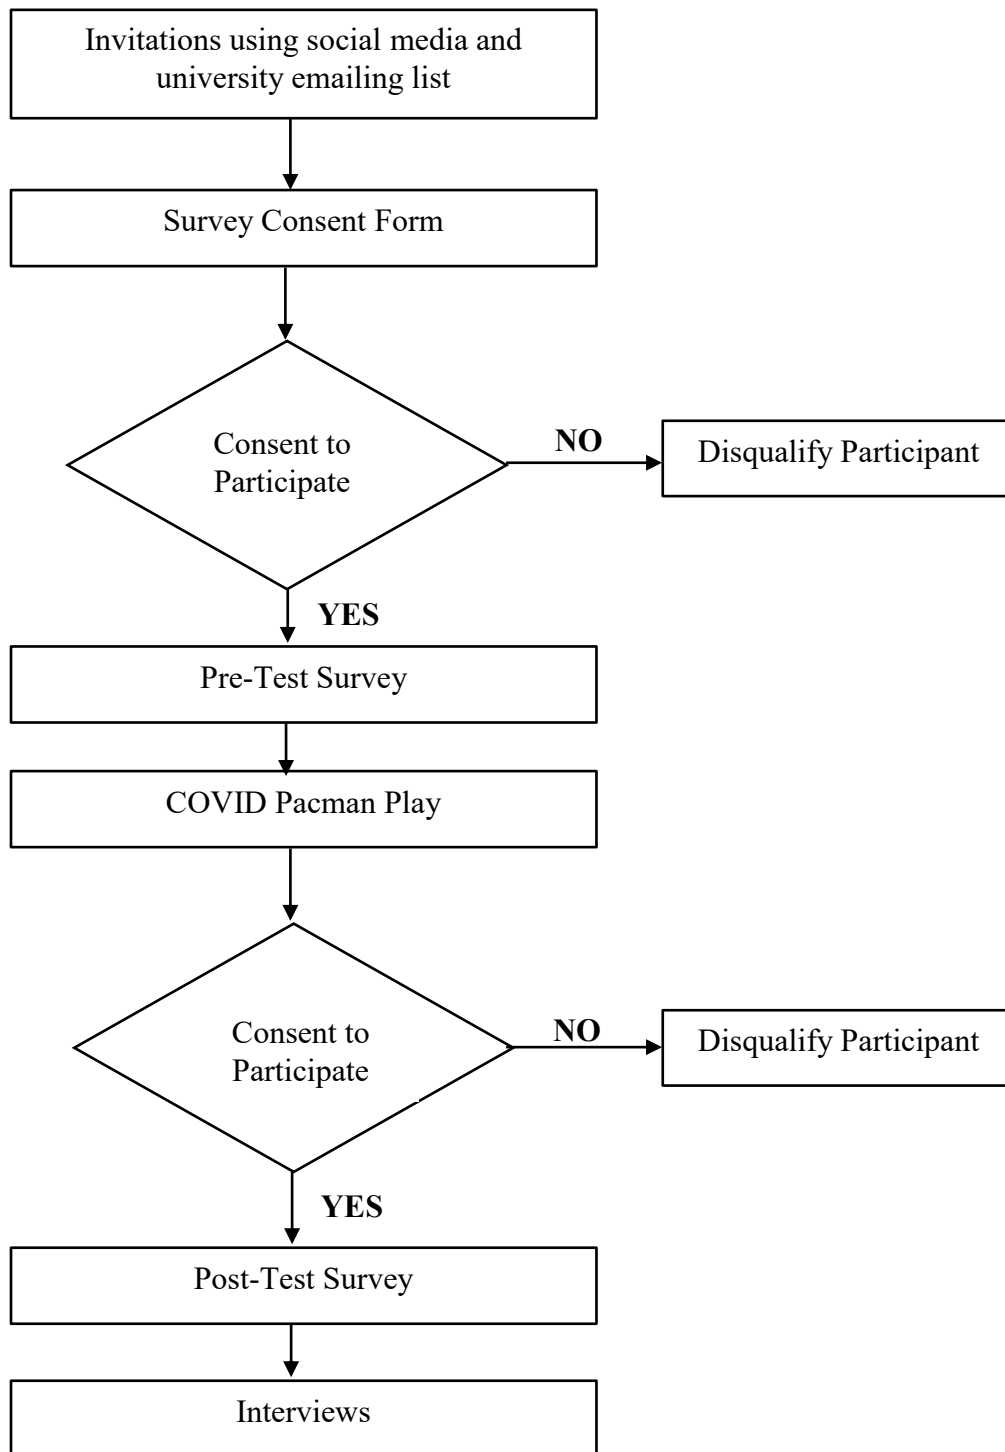 Invitations using social media and
university emailing list
Survey Consent Form
Consent to
Participate
NO
Disqualify Participant
YES
Pre-Test Survey
COVID Pacman Play
Consent to
Participate
NO
Disqualify Participant
YES
Post-Test Survey
Interviews